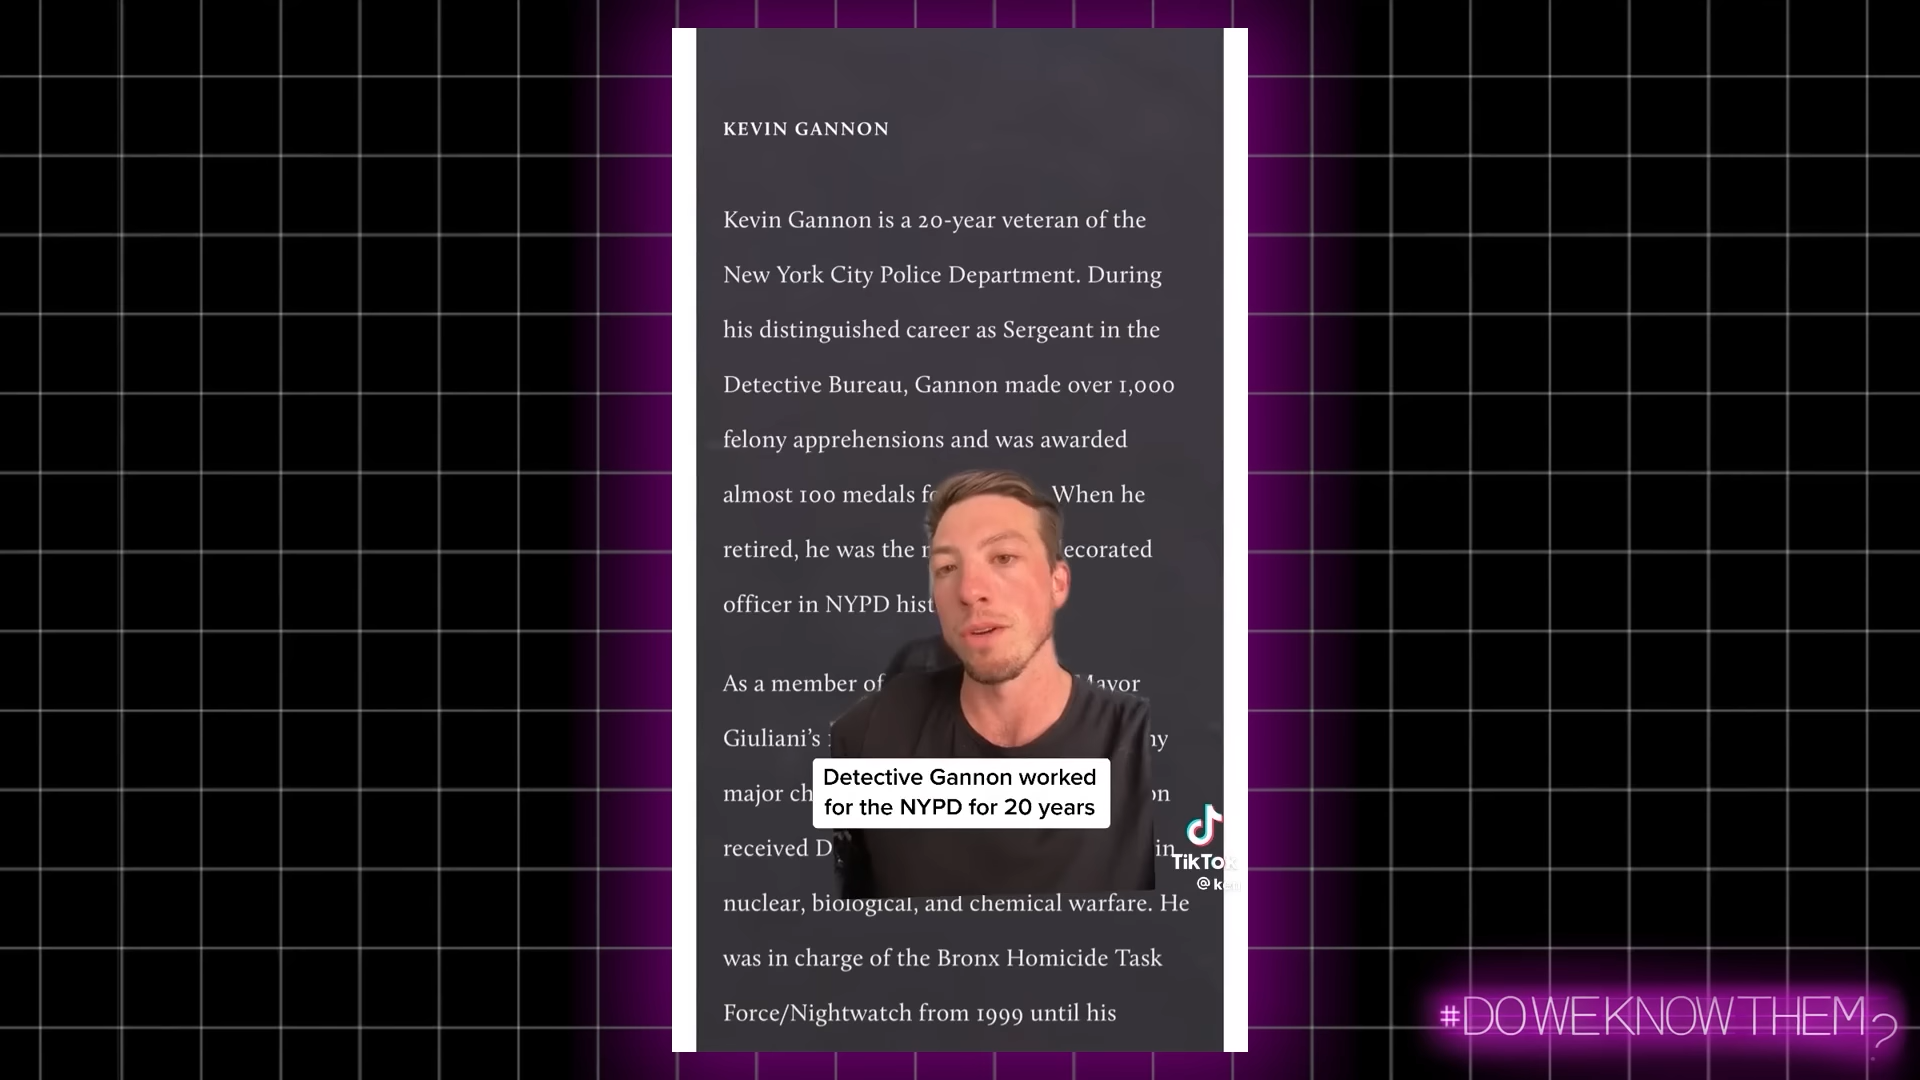 KEVIN GANNON
Kevin Gannon is a 20-year veteran of the
New York City Police Department. During
his distinguished career as Sergeant in the
Detective Bureau, Gannon made over 1,000
felony apprehensions and was awarded
almost 100 medals When he
retired, he was the ecorated
officer in NYPD hist
As a member of Mayor
Giuliani's
Detective Gannon worked
for the NYPD for 20 years
major ch on
received D in
nuclear, biological, and chemical warfare. He
was in charge of the Bronx Homicide Task
Force/Nightwatch from 1999 until his
TikTok
#DOWEKNOWTHEM?